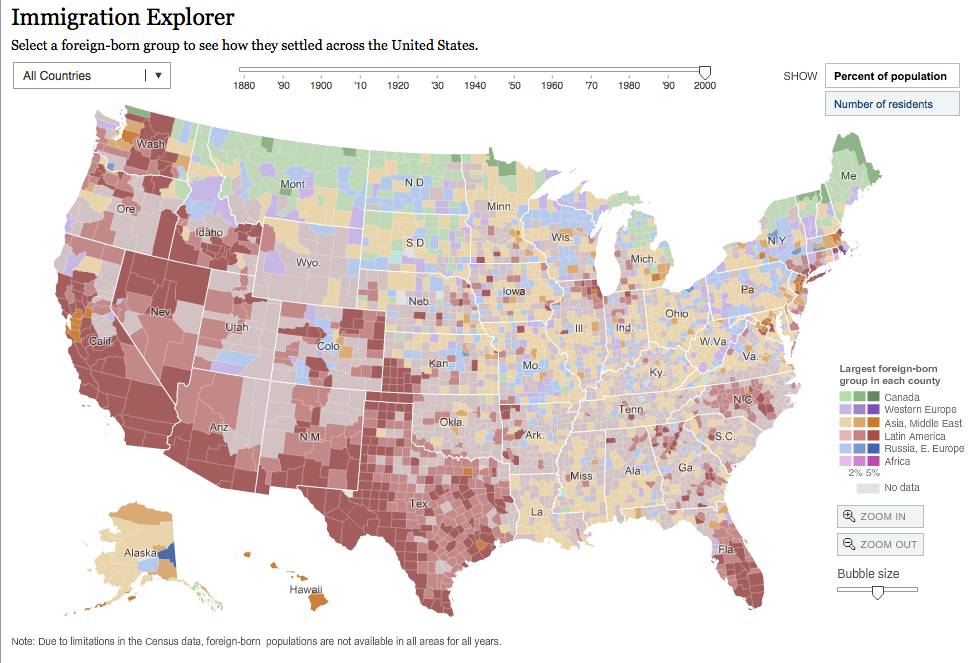 Immigration Explorer
Select a foreign-born group to see how they settled across the United States.
All Countries | ▼
1880 '90 1900 '10 1920 '30 1940 '50 1960 '70 1980 '90 2000
SHOW Percent of population
Number of residents
Wash.
Mont.
N.D.
Minn.
Me.
Ore.
Idaho
S.D.
Wis.
Mich.
N.Y.
Wyo.
Iowa
Pa.
Nev.
Neb.
Ohio
Utah
Colo.
Ill.
Ind.
Calif.
W.Va.
Va.
Kan.
Mo.
Ky.
N.C.
Ariz.
N.M.
Okla.
Ark.
Tenn.
S.C.
Miss.
Ala.
Ga.
Tex.
La.
Fla.
Alaska
Hawaii
Largest foreign-born
group in each county
Canada
Western Europe
Asia, Middle East
Latin America
Russia, E. Europe
Africa
2% 5%
No data
ZOOM IN
ZOOM OUT
Bubble size
Note: Due to limitations in the Census data, foreign-born populations are not available in all areas for all years.